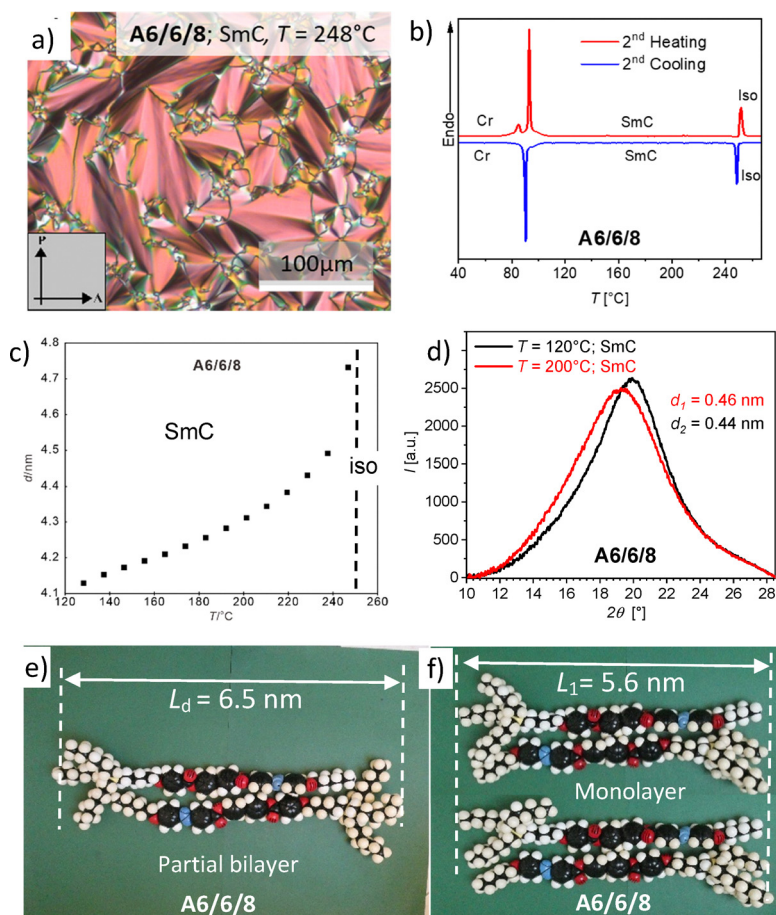 a)
A6/6/8; SmC, T = 248°C
P
A
100µm
b)
2nd Heating
2nd Cooling
Endo
Cr
SmC
Iso
Cr
SmC
Iso
A6/6/8
40 80 120 160 200 240
T [°C]
c)
4.8
4.7
4.6
4.5
4.4
4.3
4.2
4.1
A6/6/8
SmC
iso
d/nm
120 140 160 180 200 220 240 260
T/°C
d)
T = 120°C; SmC
T = 200°C; SmC
d1 = 0.46 nm
d2 = 0.44 nm
2500
2000
1500
1000
500
0
I [a.u.]
A6/6/8
10 12 14 16 18 20 22 24 26 28
2θ [°]
e)
Ld = 6.5 nm
Partial bilayer
A6/6/8
f)
L1 = 5.6 nm
Monolayer
A6/6/8